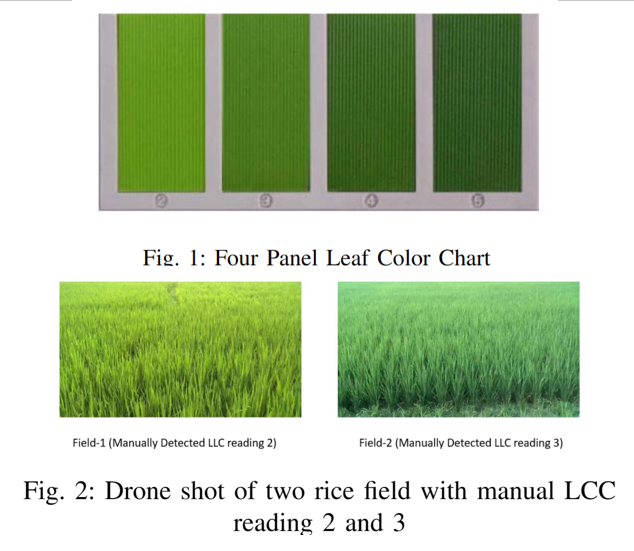 2 3 4 5
Fig. 1: Four Panel Leaf Color Chart
Field-1 (Manually Detected LLC reading 2)
Field-2 (Manually Detected LLC reading 3)
Fig. 2: Drone shot of two rice field with manual LCC
reading 2 and 3